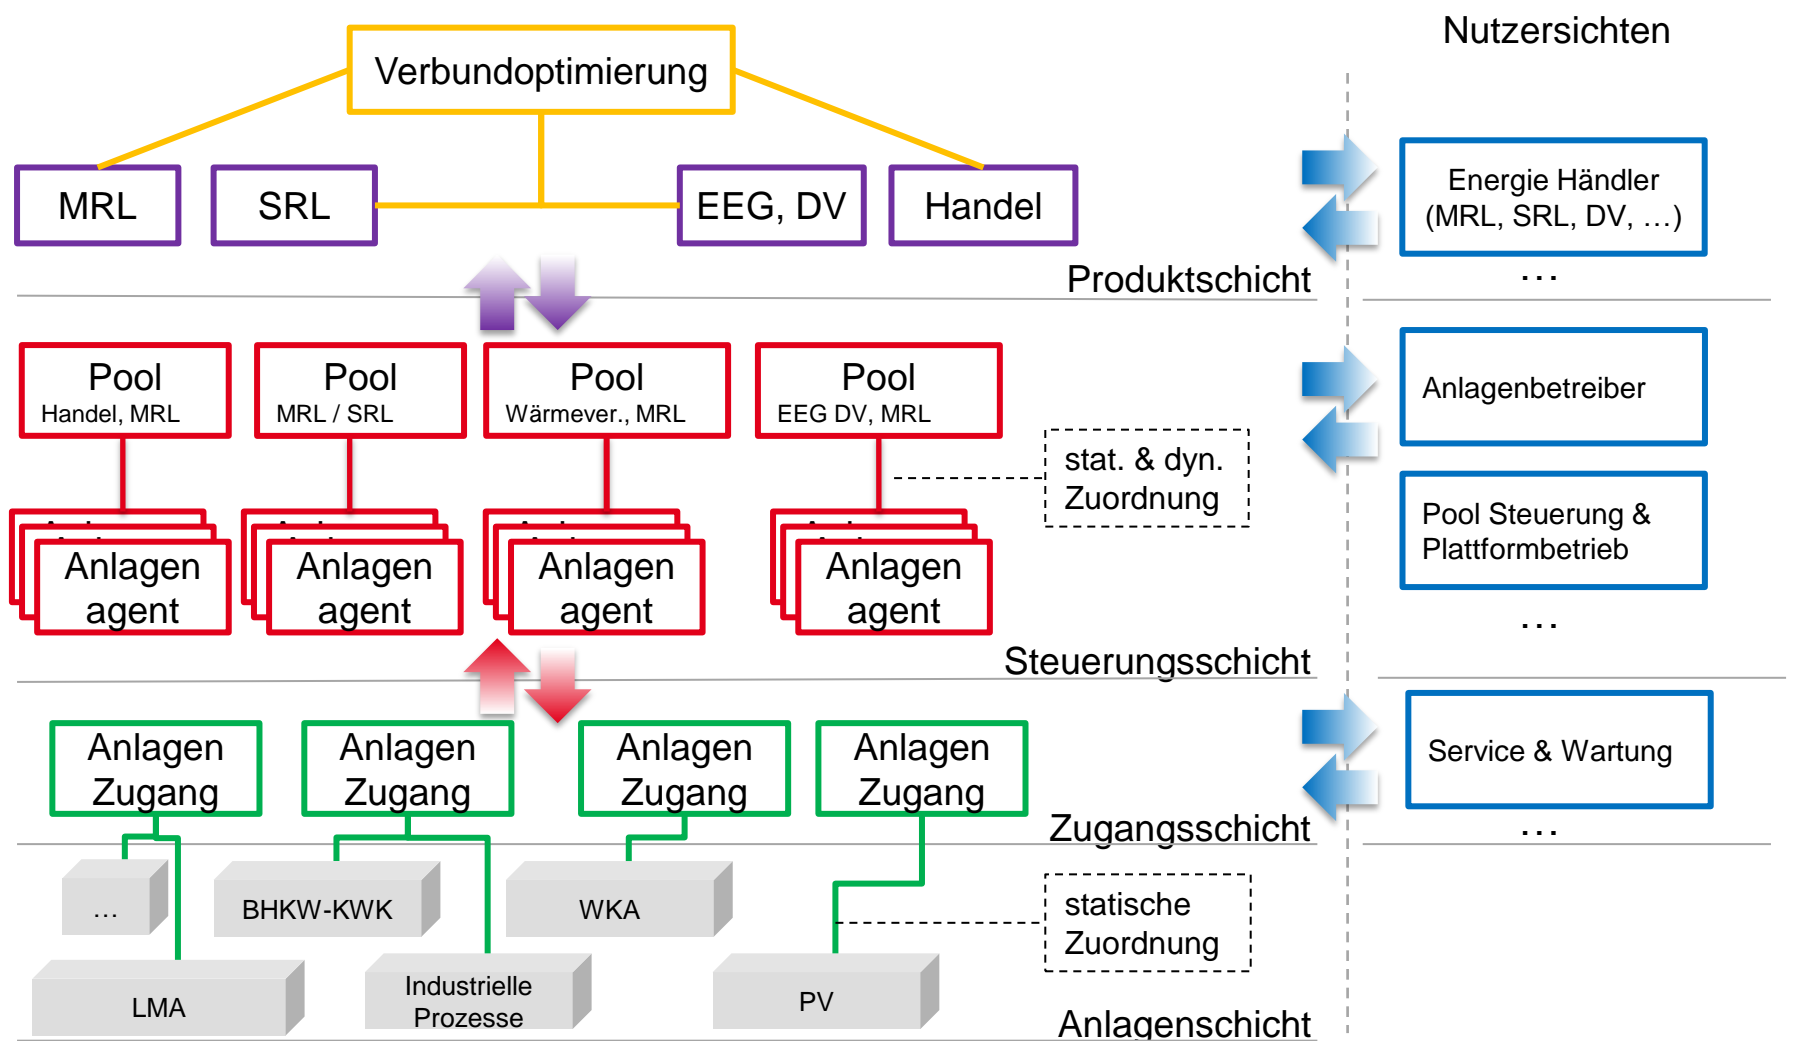 Nutzersichten
Verbundoptimierung
MRL
SRL
EEG, DV
Handel
Energie Händler
(MRL, SRL, DV, …)
…
Produktschicht
Pool
Handel, MRL
Pool
MRL / SRL
Pool
Wärmever., MRL
Pool
EEG DV, MRL
Anlagenbetreiber
stat. & dyn.
Zuordnung
Pool Steuerung &
Plattformbetrieb
…
Anlagen
agent
Anlagen
agent
Anlagen
agent
Anlagen
agent
Steuerungsschicht
Anlagen
Zugang
Anlagen
Zugang
Anlagen
Zugang
Anlagen
Zugang
Service & Wartung
…
Zugangsschicht
…
BHKW-KWK
WKA
statische
Zuordnung
LMA
Industrielle
Prozesse
PV
Anlagenschicht